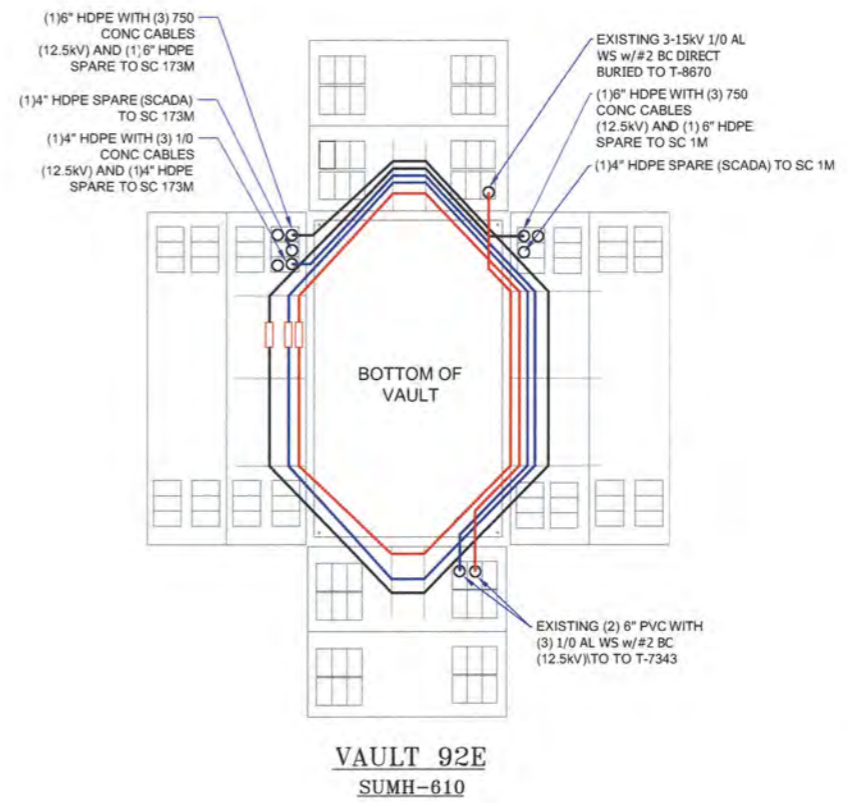 (1)6" HDPE WITH (3) 750
CONC CABLES
(12.5kV) AND (1) 6" HDPE
SPARE TO SC 173M
(1)4" HDPE SPARE (SCADA)
TO SC 173M
(1)4" HDPE WITH (3) 1/0
CONC CABLES
(12.5kV) AND (1)4" HDPE
SPARE TO SC 173M
EXISTING 3-15kV 1/0 AL
WS w/#2 BC DIRECT
BURIED TO T-8670
(1)6" HDPE WITH (3) 750
CONC CABLES
(12.5kV) AND (1) 6" HDPE
SPARE TO SC 1M
(1)4" HDPE SPARE (SCADA) TO SC 1M
BOTTOM OF
VAULT
EXISTING (2) 6" PVC WITH
(3) 1/0 AL WS w/#2 BC
(12.5kV)\TO TO T-7343
VAULT 92E
SUMH-610